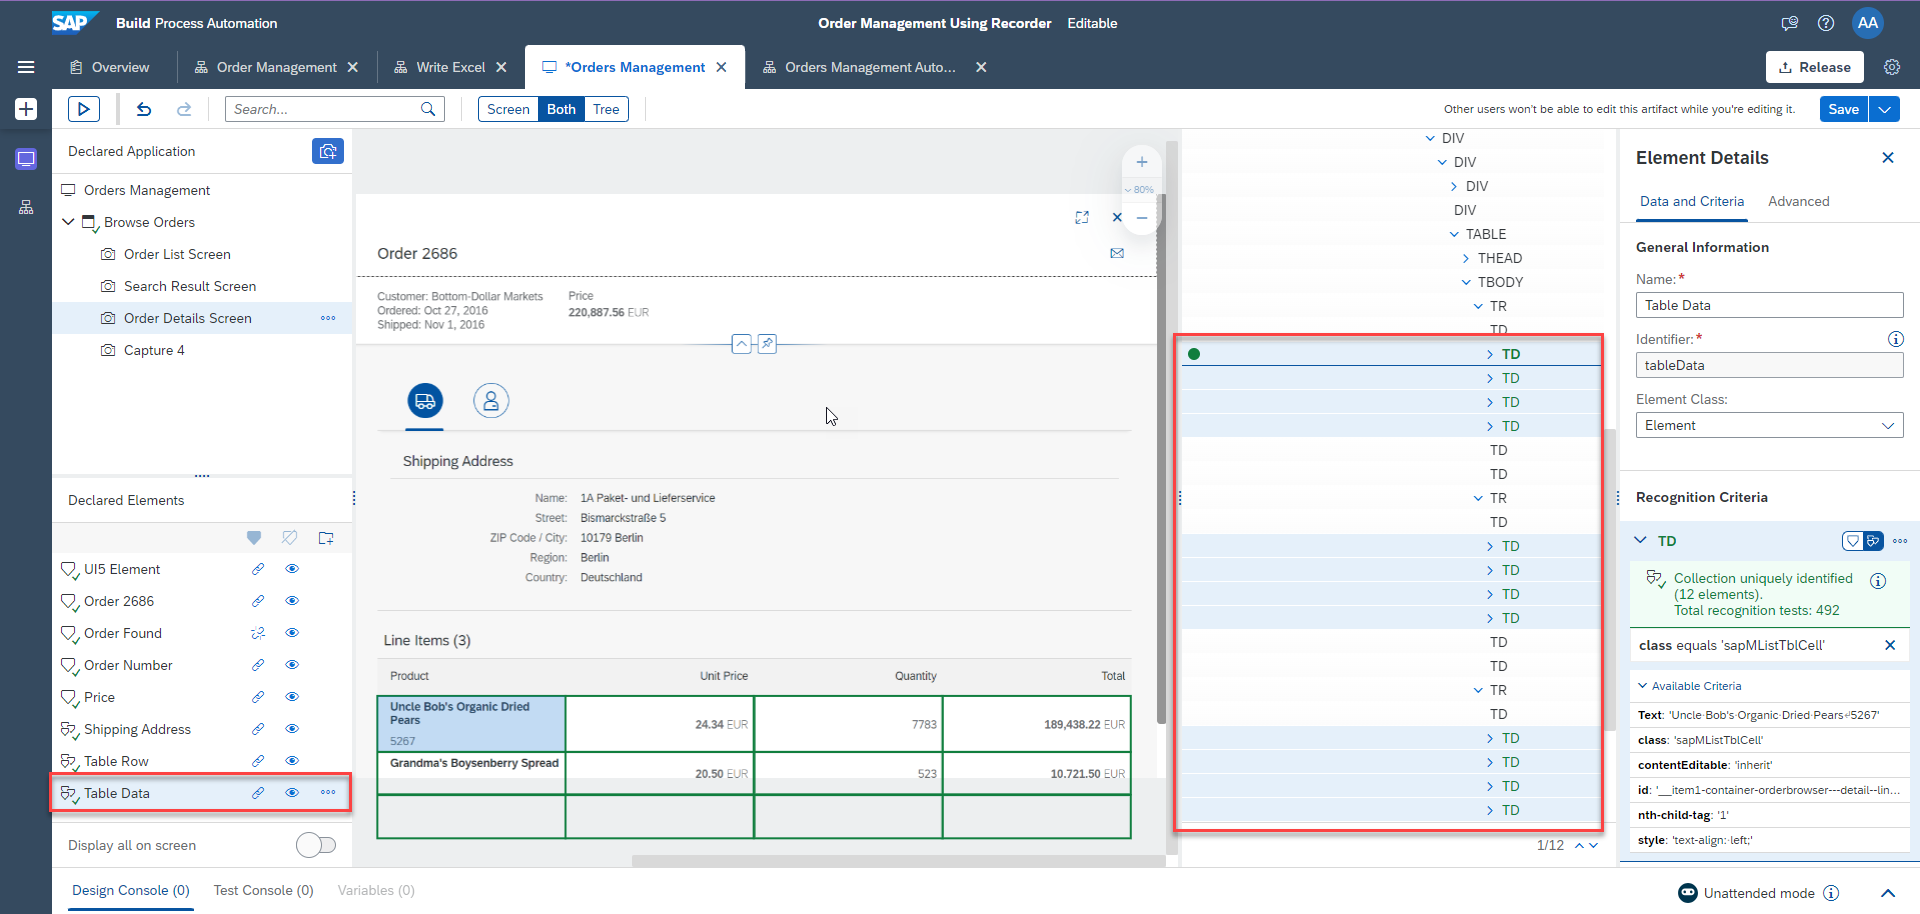 SAP Build Process Automation
Order Management Using Recorder Editable
AA
Overview
Order Management
Write Excel
*Orders Management
Orders Management Auto...
Release
Search...
Screen Both Tree
Other users won't be able to edit this artifact while you're editing it.
Save
Declared Application
Orders Management
Browse Orders
Order List Screen
Search Result Screen
Order Details Screen
Capture 4
Declared Elements
UI5 Element
Order 2686
Order Found
Order Number
Price
Shipping Address
Table Row
Table Data
Display all on screen
80%
Order 2686
Customer: Bottom-Dollar Markets
Ordered: Oct 27, 2016
Shipped: Nov 1, 2016
Price
220,887.56 EUR
Shipping Address
Name: 1A Paket- und Lieferservice
Street: Bismarckstraße 5
ZIP Code / City: 10179 Berlin
Region: Berlin
Country: Deutschland
Line Items (3)
Product Unit Price Quantity Total
Uncle Bob's Organic Dried
Pears
5267
24.34 EUR 7783 189,438.22 EUR
Grandma's Boysenberry Spread
20.50 EUR 523 10.721.50 EUR
DIV
DIV
DIV
DIV
TABLE
THEAD
TBODY
TR
TD
TD
TD
TD
TD
TD
TD
TR
TD
TD
TD
TD
TD
TD
TD
TR
TD
TD
TD
TD
TD
1/12
Element Details
Data and Criteria Advanced
General Information
Name: *
Table Data
Identifier: *
tableData
Element Class:
Element
Recognition Criteria
TD
Collection uniquely identified
(12 elements).
Total recognition tests: 492
class equals 'sapMListTblCell'
Available Criteria
Text: 'Uncle·Bob's·Organic·Dried·Pears↵5267'
class: 'sapMListTblCell'
contentEditable: 'inherit'
id: '__item1-container-orderbrowser---detail--lin...
nth-child-tag: '1'
style: 'text-align:·left;'
Design Console (0) Test Console (0) Variables (0)
Unattended mode